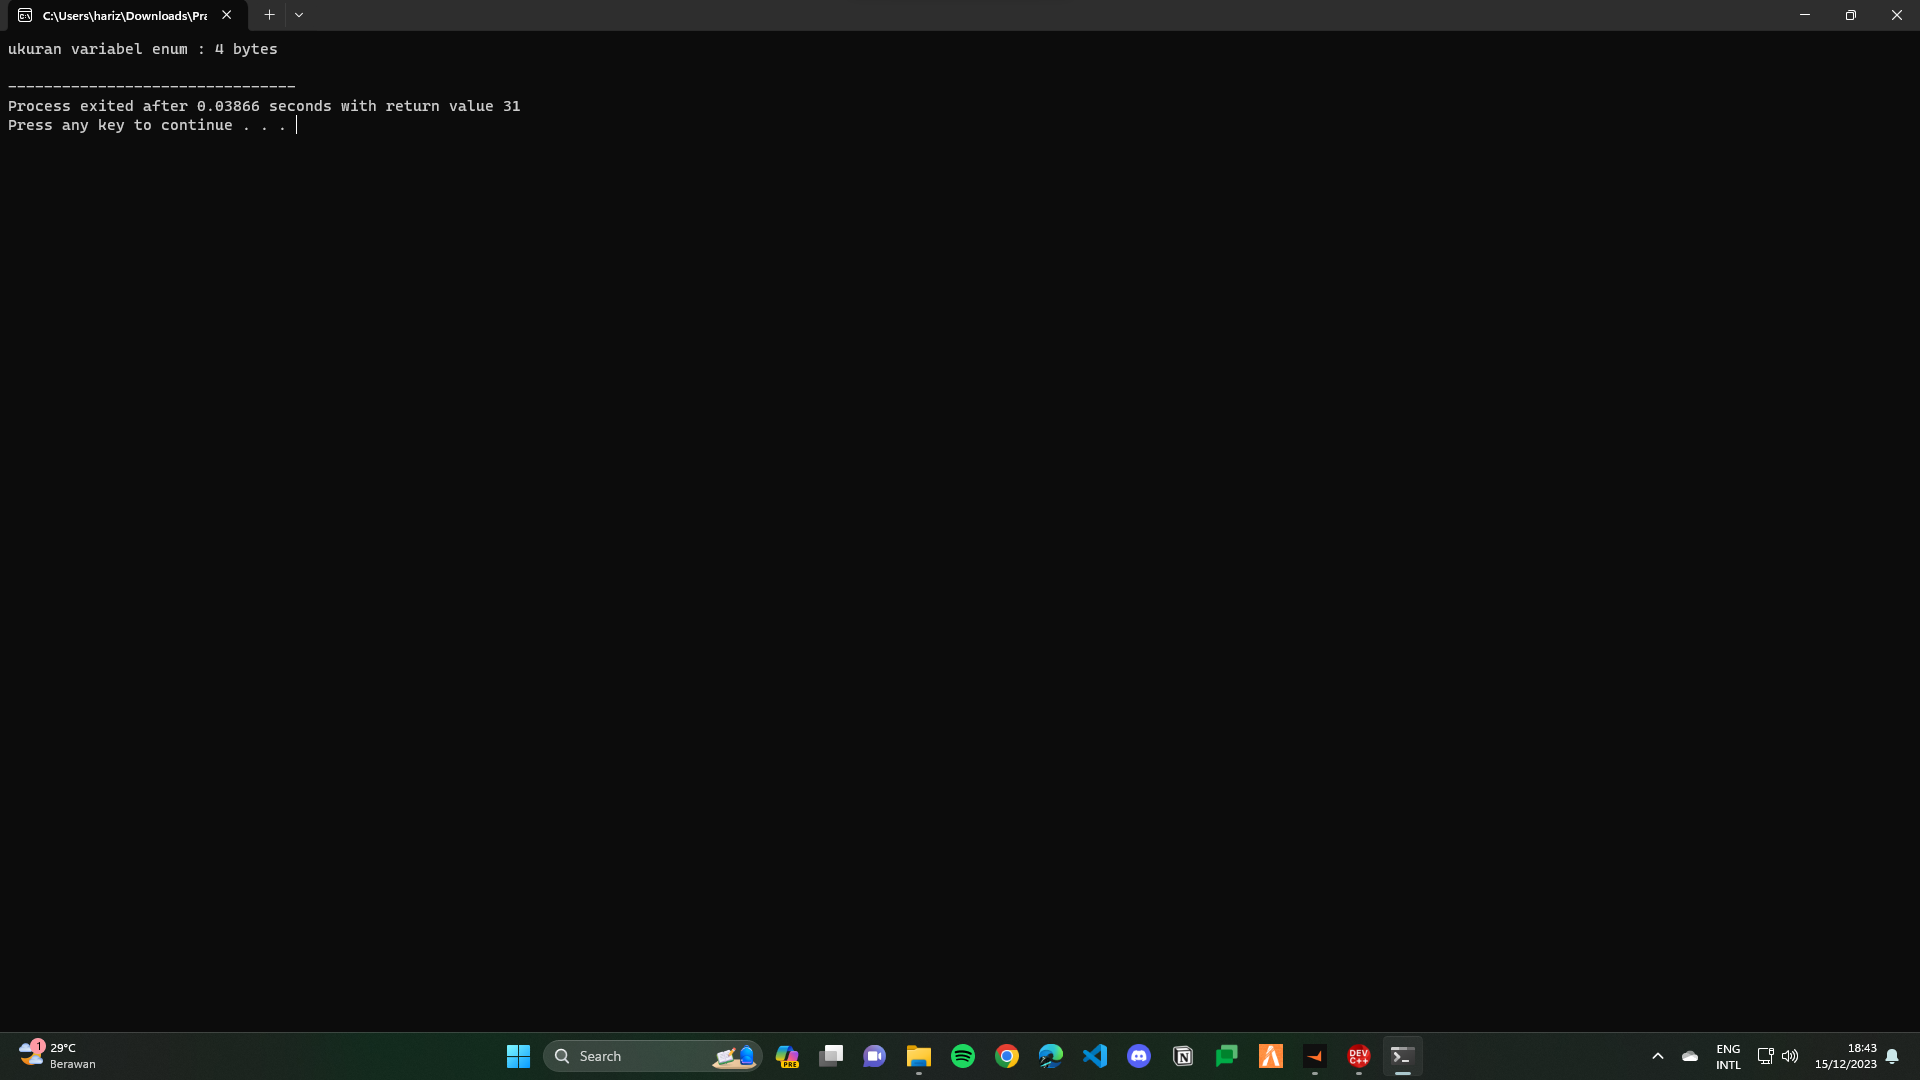 C:\Users\hariz\Downloads\Pra
ukuran variabel enum : 4 bytes
--------------------------------
Process exited after 0.03866 seconds with return value 31
Press any key to continue . . .
1
29°C
Berawan
Search
PRE
DEV
C++
ENG
INTL
18:43
15/12/2023